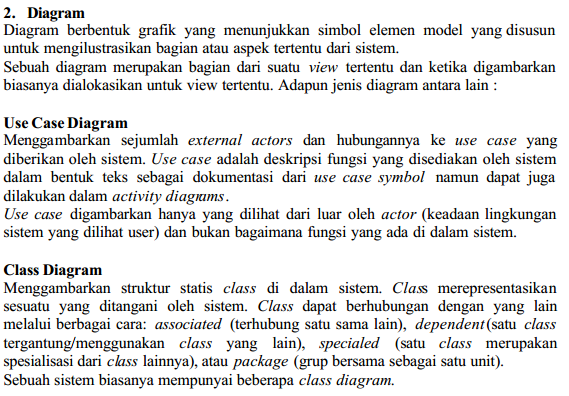 2. Diagram
Diagram berbentuk grafik yang menunjukkan simbol elemen model yang disusun
untuk mengilustrasikan bagian atau aspek tertentu dari sistem.
Sebuah diagram merupakan bagian dari suatu view tertentu dan ketika digambarkan
biasanya dialokasikan untuk view tertentu. Adapun jenis diagram antara lain :
Use Case Diagram
Menggambarkan sejumlah external actors dan hubungannya ke use case yang
diberikan oleh sistem. Use case adalah deskripsi fungsi yang disediakan oleh sistem
dalam bentuk teks sebagai dokumentasi dari use case symbol namun dapat juga
dilakukan dalam activity diagrams.
Use case digambarkan hanya yang dilihat dari luar oleh actor (keadaan lingkungan
sistem yang dilihat user) dan bukan bagaimana fungsi yang ada di dalam sistem.
Class Diagram
Menggambarkan struktur statis class di dalam sistem. Class merepresentasikan
sesuatu yang ditangani oleh sistem. Class dapat berhubungan dengan yang lain
melalui berbagai cara: associated (terhubung satu sama lain), dependent (satu class
tergantung/menggunakan class yang lain), specialed (satu class merupakan
spesialisasi dari class lainnya), atau package (grup bersama sebagai satu unit).
Sebuah sistem biasanya mempunyai beberapa class diagram.